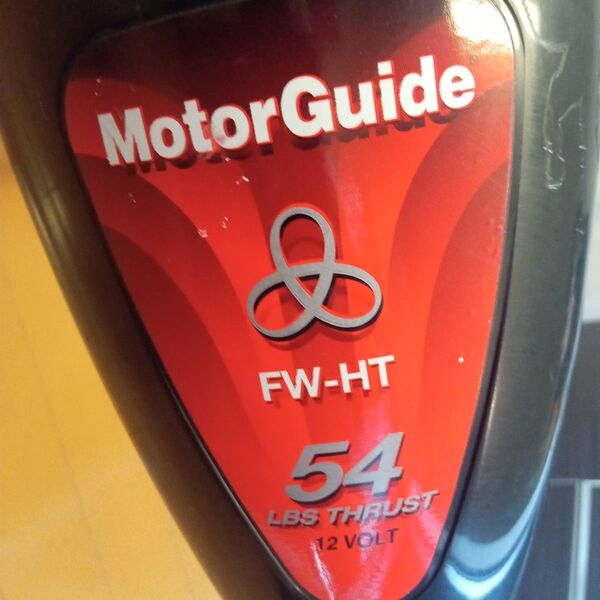 MotorGuide
FW-HT
54
LBS THRUST
12 VOLT